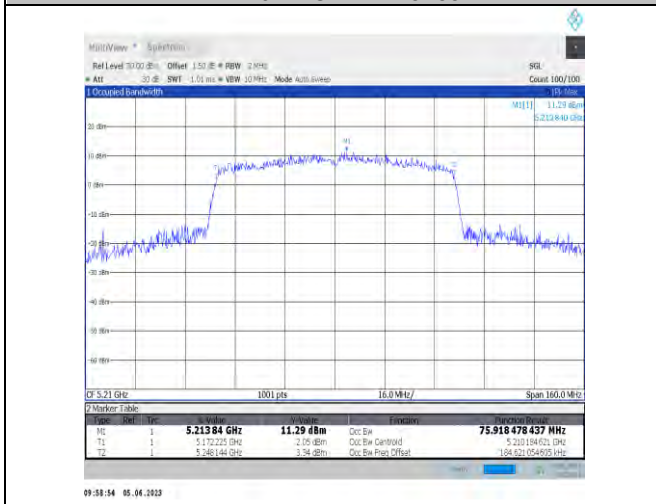 MultiView Spectrum
Ref Level 30.00 dBm Offset 1.50 dB RBW 2 MHz SGL
Att 30 dB SWT 1.01 ms VBW 10 MHz Mode Auto Sweep Count 100/100
1 Occupied Bandwidth 1Pk Max
M1[1] 11.29 dBm
5.213840 GHz
20 dBm
10 dBm
0 dBm
-10 dBm
-20 dBm
-30 dBm
-40 dBm
-50 dBm
-60 dBm
M1
T1
T2
CF 5.21 GHz 1001 pts 16.0 MHz/ Span 160.0 MHz
2 Marker Table
Type Ref Trc X-Value Y-Value Function Function Result
M1 1 5.21384 GHz 11.29 dBm Occ Bw 75.918 478 437 MHz
T1 1 5.172225 GHz 2.05 dBm Occ Bw Centroid 5.210184621 GHz
T2 1 5.248144 GHz 3.34 dBm Occ Bw Freq Offset 184.621054605 kHz
09:58:54 05.06.2023